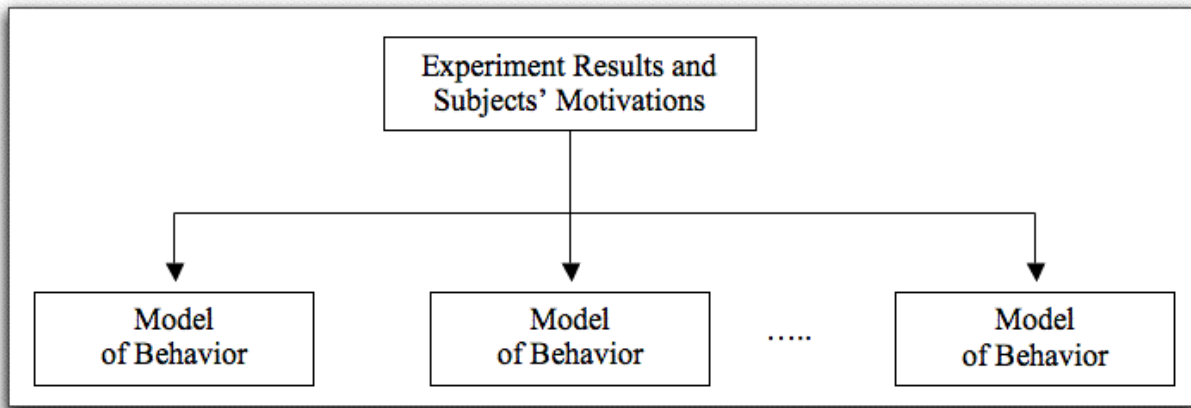 Experiment Results and
Subjects’ Motivations
Model
of Behavior
Model
of Behavior
…..
Model
of Behavior